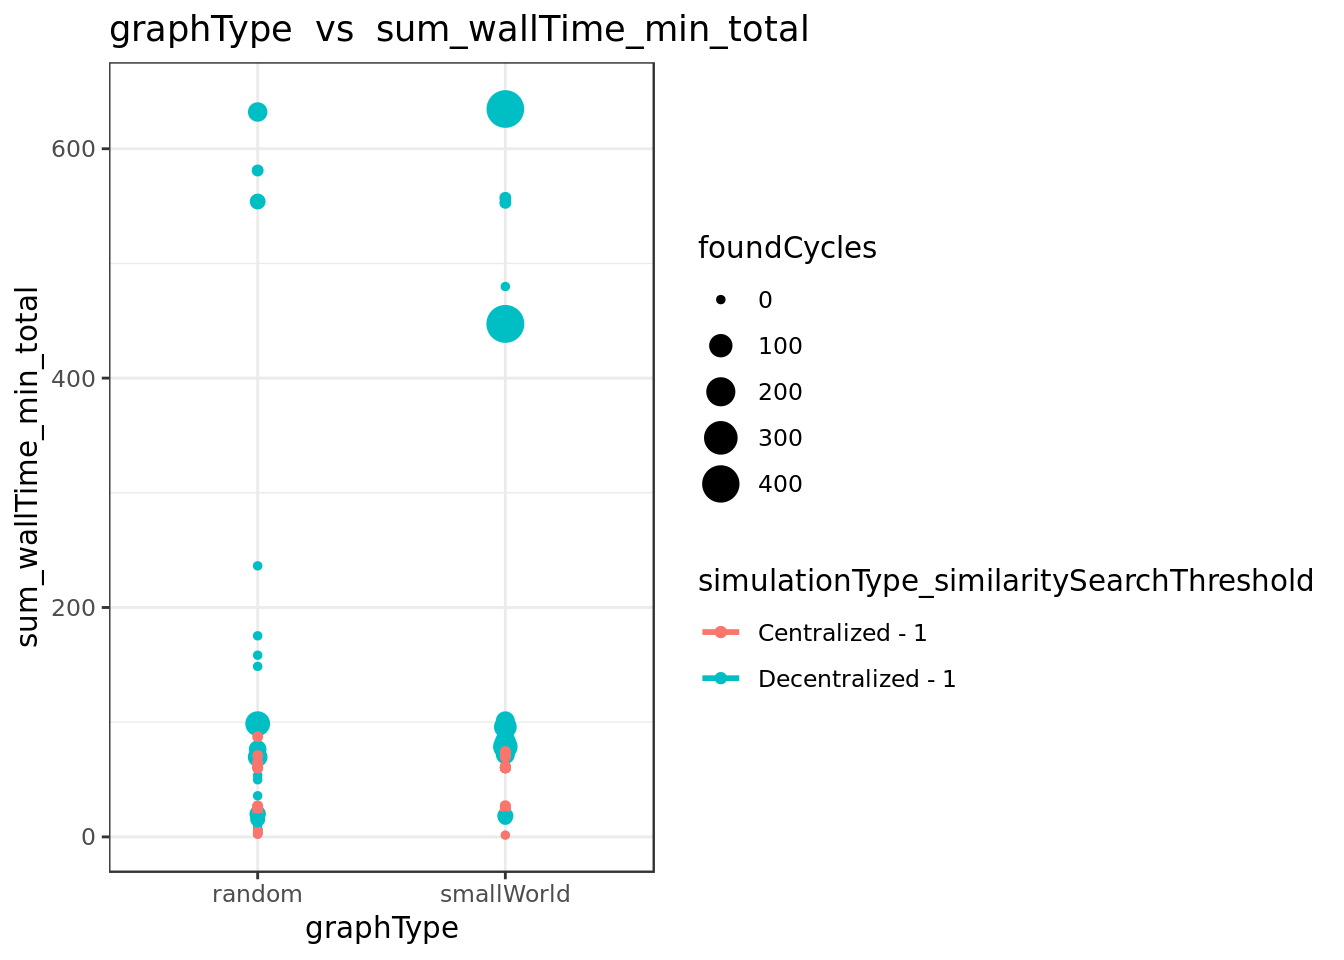 graphType vs sum_wallTime_min_total
sum_wallTime_min_total
600
400
200
0
random smallWorld
graphType
foundCycles
0
100
200
300
400
simulationType_similaritySearchThreshold
Centralized - 1
Decentralized - 1